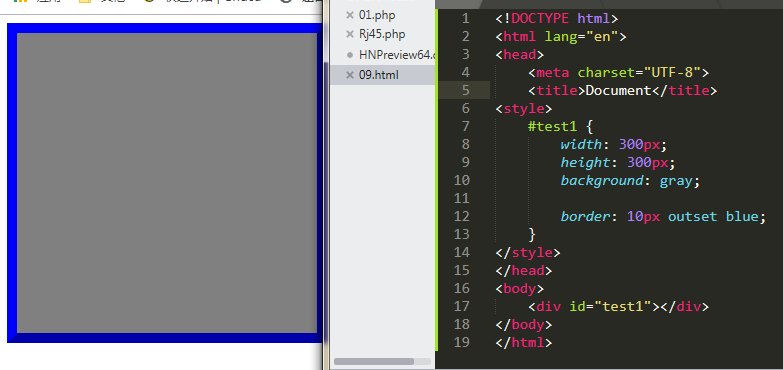 01.php
Rj45.php
HNPreview64.
09.html
1 <!DOCTYPE html>
2 <html lang="en">
3 <head>
4 <meta charset="UTF-8">
5 <title>Document</title>
6 <style>
7 #test1 {
8 width: 300px;
9 height: 300px;
10 background: gray;
11
12 border: 10px outset blue;
13 }
14 </style>
15 </head>
16 <body>
17 <div id="test1"></div>
18 </body>
19 </html>